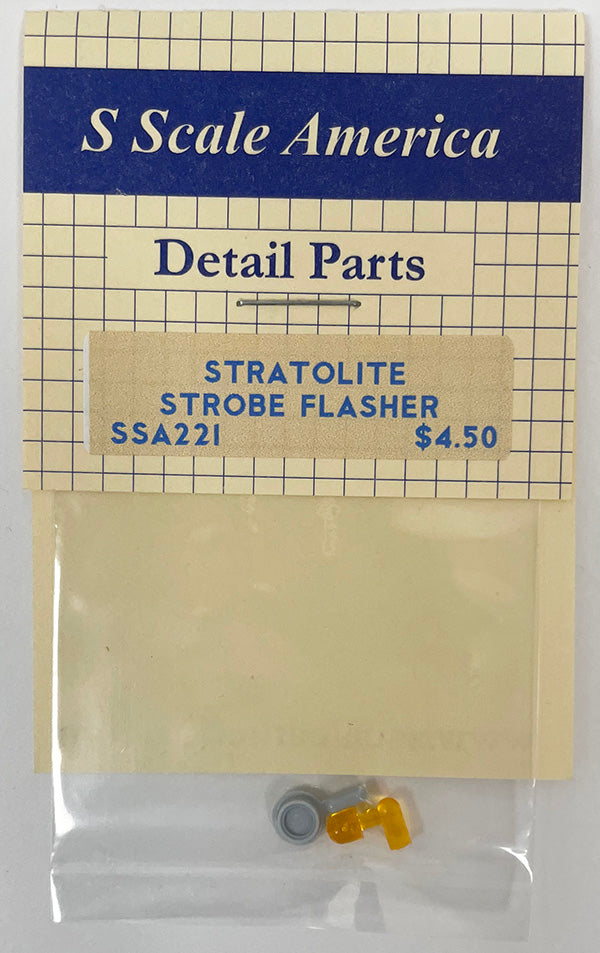 S Scale America
Detail Parts
STRATOLITE
STROBE FLASHER
SSA221 $4.50